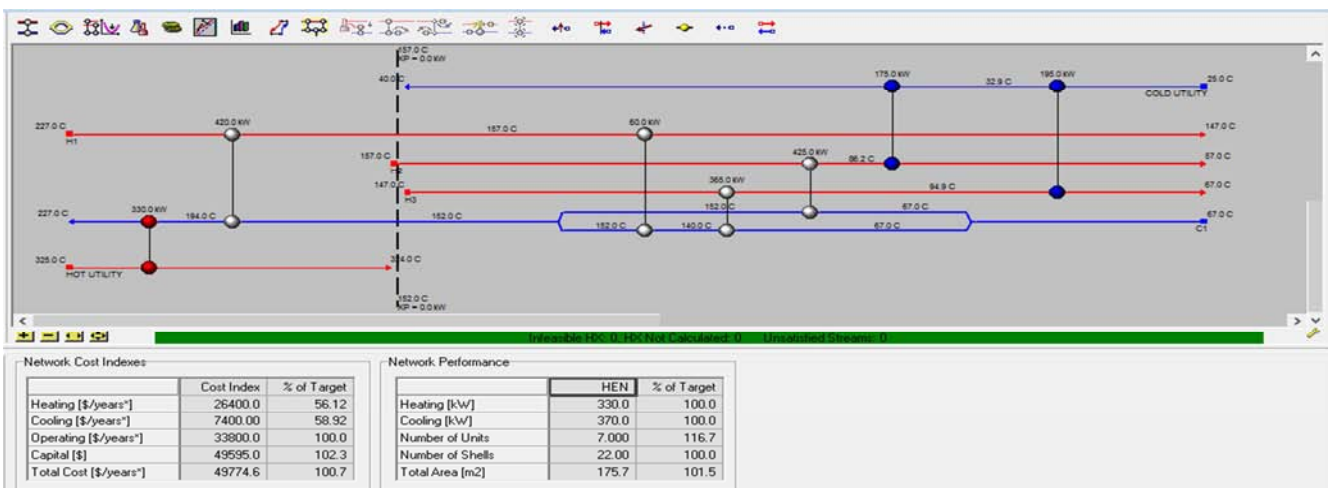 157.0 C
XP = 0.0 kW
40.0 C
175.0 kW
32.9 C
195.0 kW
25.0 C
COLD UTILITY
227.0 C
H1
420.0 kW
157.0 C
60.0 kW
147.0 C
157.0 C
425.0 kW
86.2 C
57.0 C
147.0 C
H3
365.0 kW
94.9 C
67.0 C
227.0 C
330.0 kW
194.0 C
152.0 C
152.0 C
67.0 C
152.0 C
140.0 C
67.0 C
67.0 C
C1
325.0 C
HOT UTILITY
152.0 C
XP = 0.0 kW
Infeasible HX: 0, HX Not Calculated: 0 Unsatisfied Streams: 0
Network Cost Indexes
Cost Index % of Target
Heating [$/years*] 26400.0 56.12
Cooling [$/years*] 7400.00 58.92
Operating [$/years*] 33800.0 100.0
Capital [$] 49595.0 102.3
Total Cost [$/years*] 49774.6 100.7
Network Performance
HEN % of Target
Heating [kW] 330.0 100.0
Cooling [kW] 370.0 100.0
Number of Units 7.000 116.7
Number of Shells 22.00 100.0
Total Area [m2] 175.7 101.5